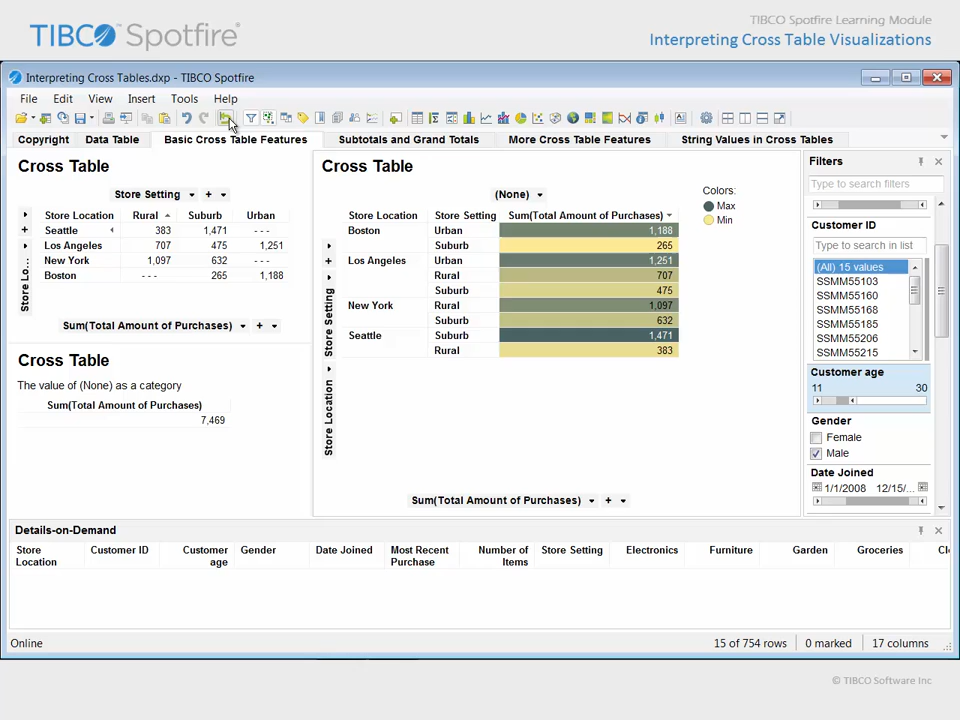 TIBCO Spotfire®
TIBCO Spotfire Learning Module
Interpreting Cross Table Visualizations
Interpreting Cross Tables.dxp - TIBCO Spotfire
File Edit View Insert Tools Help
Copyright Data Table Basic Cross Table Features Subtotals and Grand Totals More Cross Table Features String Values in Cross Tables
Cross Table
Store Setting +
Store Location Rural Suburb Urban
Seattle 383 1,471 - - -
Los Angeles 707 475 1,251
New York 1,097 632 - - -
Boston - - - 265 1,188
+
Store Lo...
Sum(Total Amount of Purchases) +
Cross Table
The value of (None) as a category
Sum(Total Amount of Purchases)
7,469
Cross Table
(None)
Store Location Store Setting Sum(Total Amount of Purchases)
Boston Urban 1,188
Suburb 265
Los Angeles Urban 1,251
Rural 707
Suburb 475
New York Rural 1,097
Suburb 632
Seattle Suburb 1,471
Rural 383
+
Store Setting
Store Location
Sum(Total Amount of Purchases) +
Colors:
Max
Min
Filters
Type to search filters
Customer ID
Type to search in list
(All) 15 values
SSMM55103
SSMM55160
SSMM55168
SSMM55185
SSMM55206
SSMM55215
Customer age
11 30
Gender
Female
Male
Date Joined
1/1/2008 12/15/...
Details-on-Demand
Store Location Customer ID Customer age Gender Date Joined Most Recent Purchase Number of Items Store Setting Electronics Furniture Garden Groceries Cl
Online 15 of 754 rows 0 marked 17 columns
© TIBCO Software Inc